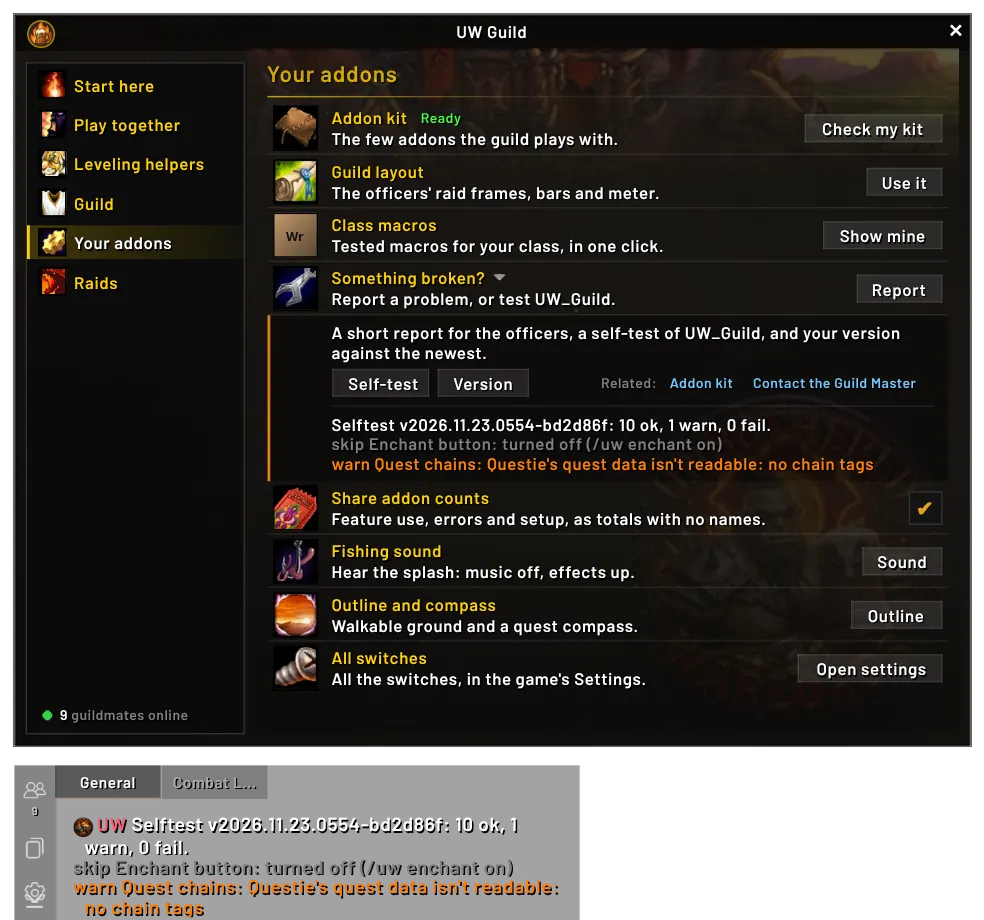 UW Guild
Start here
Play together
Leveling helpers
Guild
Your addons
Raids
9 guildmates online
Your addons
Addon kit Ready
The few addons the guild plays with.
Check my kit
Guild layout
The officers' raid frames, bars and meter.
Use it
Wr
Class macros
Tested macros for your class, in one click.
Show mine
Something broken?
Report a problem, or test UW_Guild.
Report
A short report for the officers, a self-test of UW_Guild, and your version
against the newest.
Self-test Version Related: Addon kit Contact the Guild Master
Selftest v2026.11.23.0554-bd2d86f: 10 ok, 1 warn, 0 fail.
skip Enchant button: turned off (/uw enchant on)
warn Quest chains: Questie's quest data isn't readable: no chain tags
Share addon counts
Feature use, errors and setup, as totals with no names.
Fishing sound
Hear the splash: music off, effects up.
Sound
Outline and compass
Walkable ground and a quest compass.
Outline
All switches
All the switches, in the game's Settings.
Open settings
General Combat L...
9
UW Selftest v2026.11.23.0554-bd2d86f: 10 ok, 1
warn, 0 fail.
skip Enchant button: turned off (/uw enchant on)
warn Quest chains: Questie's quest data isn't readable:
no chain tags